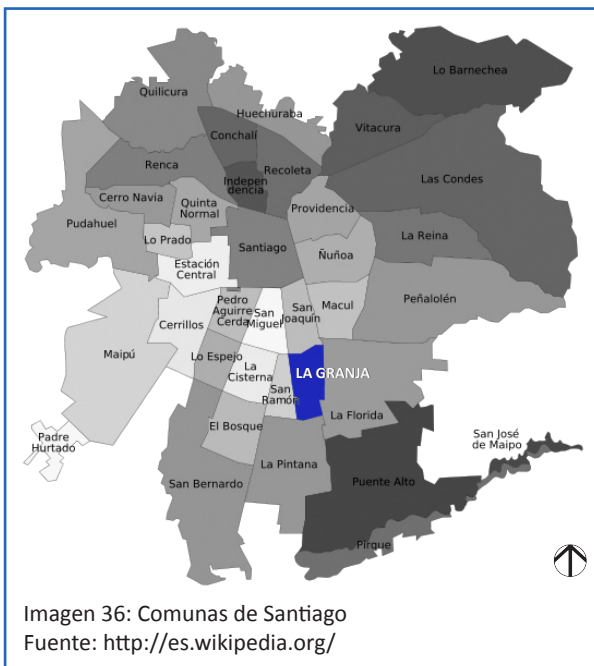 Lo Barnechea
Quilicura
Huechuraba
Vitacura
Conchalí
Renca
Recoleta
Las Condes
Indepen
dencia
Cerro Navia
Quinta
Normal
Providencia
Pudahuel
La Reina
Lo Prado
Santiago
Ñuñoa
Estación
Central
Peñalolén
Pedro
Aguirre
Cerda
San
Miguel
San
Joaquín
Macul
Cerrillos
Maipú
Lo Espejo
La
Cisterna
LA GRANJA
San
Ramón
La Florida
El Bosque
Padre
Hurtado
San José
de Maipo
La Pintana
San Bernardo
Puente Alto
Pirque
Imagen 36: Comunas de Santiago
Fuente: http://es.wikipedia.org/